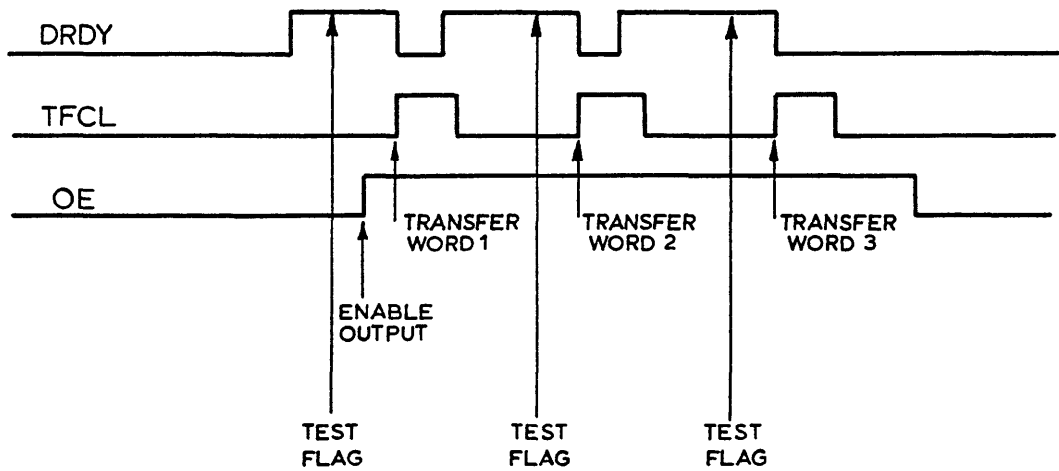 DRDY
TFCL
OE
TRANSFER
WORD 1
TRANSFER
WORD 2
TRANSFER
WORD 3
ENABLE
OUTPUT
TEST
FLAG
TEST
FLAG
TEST
FLAG